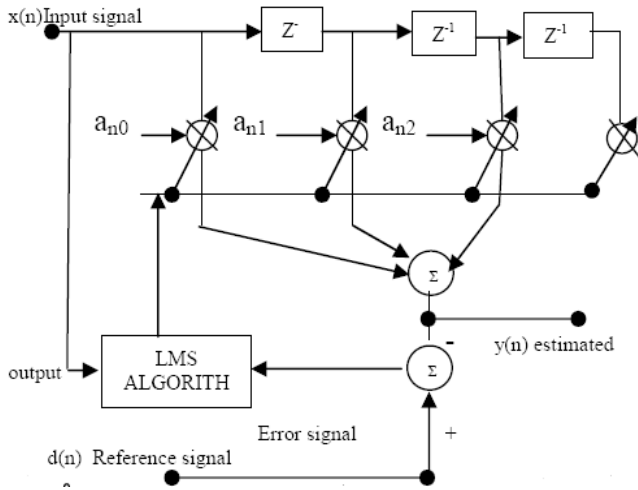 x(n)Input signal
Z-
Z-1
Z-1
an0
an1
an2
Σ
-
y(n) estimated
LMS
ALGORITH
output
Σ
Error signal
+
d(n) Reference signal